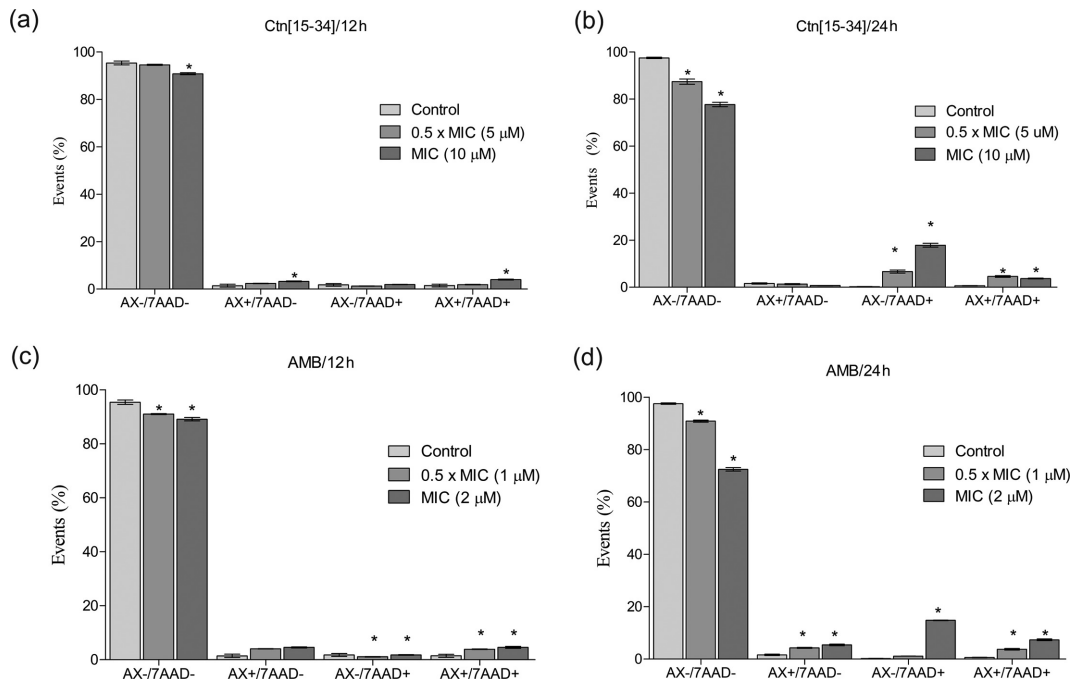 (a)
Ctn[15-34]/12h
100
80
60
40
20
0
Events (%)
Control
0.5 x MIC (5 μM)
MIC (10 μM)
*
*
*
AX-/7AAD- AX+/7AAD- AX-/7AAD+ AX+/7AAD+
(b)
Ctn[15-34]/24h
100
80
60
40
20
0
Events (%)
Control
0.5 x MIC (5 uM)
MIC (10 μM)
*
*
*
*
* *
AX-/7AAD- AX+/7AAD- AX-/7AAD+ AX+/7AAD+
(c)
AMB/12h
100
80
60
40
20
0
Events (%)
Control
0.5 x MIC (1 μM)
MIC (2 μM)
* *
* * * *
AX-/7AAD- AX+/7AAD- AX-/7AAD+ AX+/7AAD+
(d)
AMB/24h
100
80
60
40
20
0
Events (%)
Control
0.5 x MIC (1 μM)
MIC (2 μM)
*
*
* *
*
* *
AX-/7AAD- AX+/7AAD- AX-/7AAD+ AX+/7AAD+